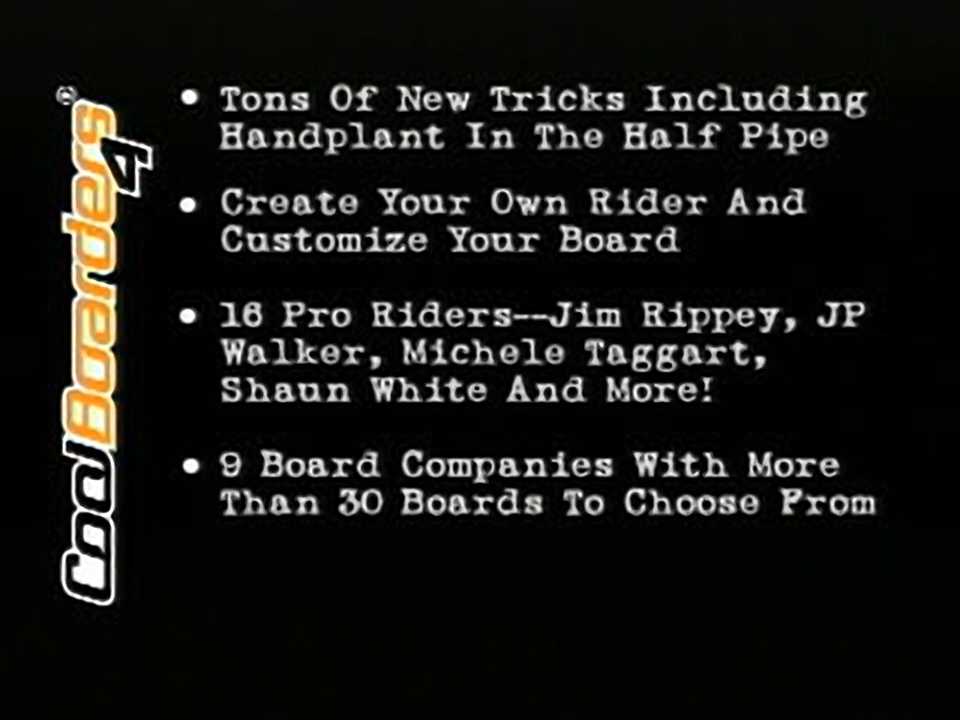 CoolBoarders 4
®
• Tons Of New Tricks Including
Handplant In The Half Pipe
• Create Your Own Rider And
Customize Your Board
• 16 Pro Riders--Jim Rippey, JP
Walker, Michele Taggart,
Shaun White And More!
• 9 Board Companies With More
Than 30 Boards To Choose From